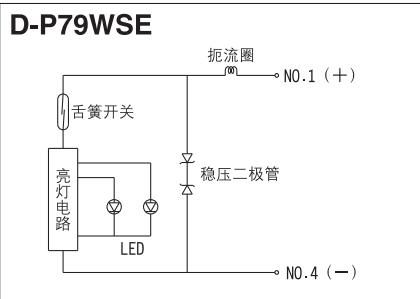 D-P79WSE
扼流圈
NO.1 (+)
舌簧开关
稳压二极管
亮灯电路
LED
NO.4 (−)